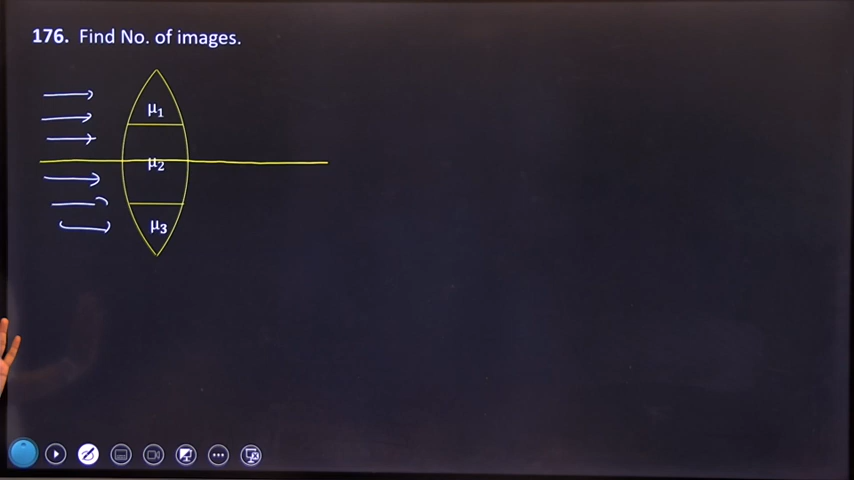 176. Find No. of images.
μ₁
μ₂
μ₃